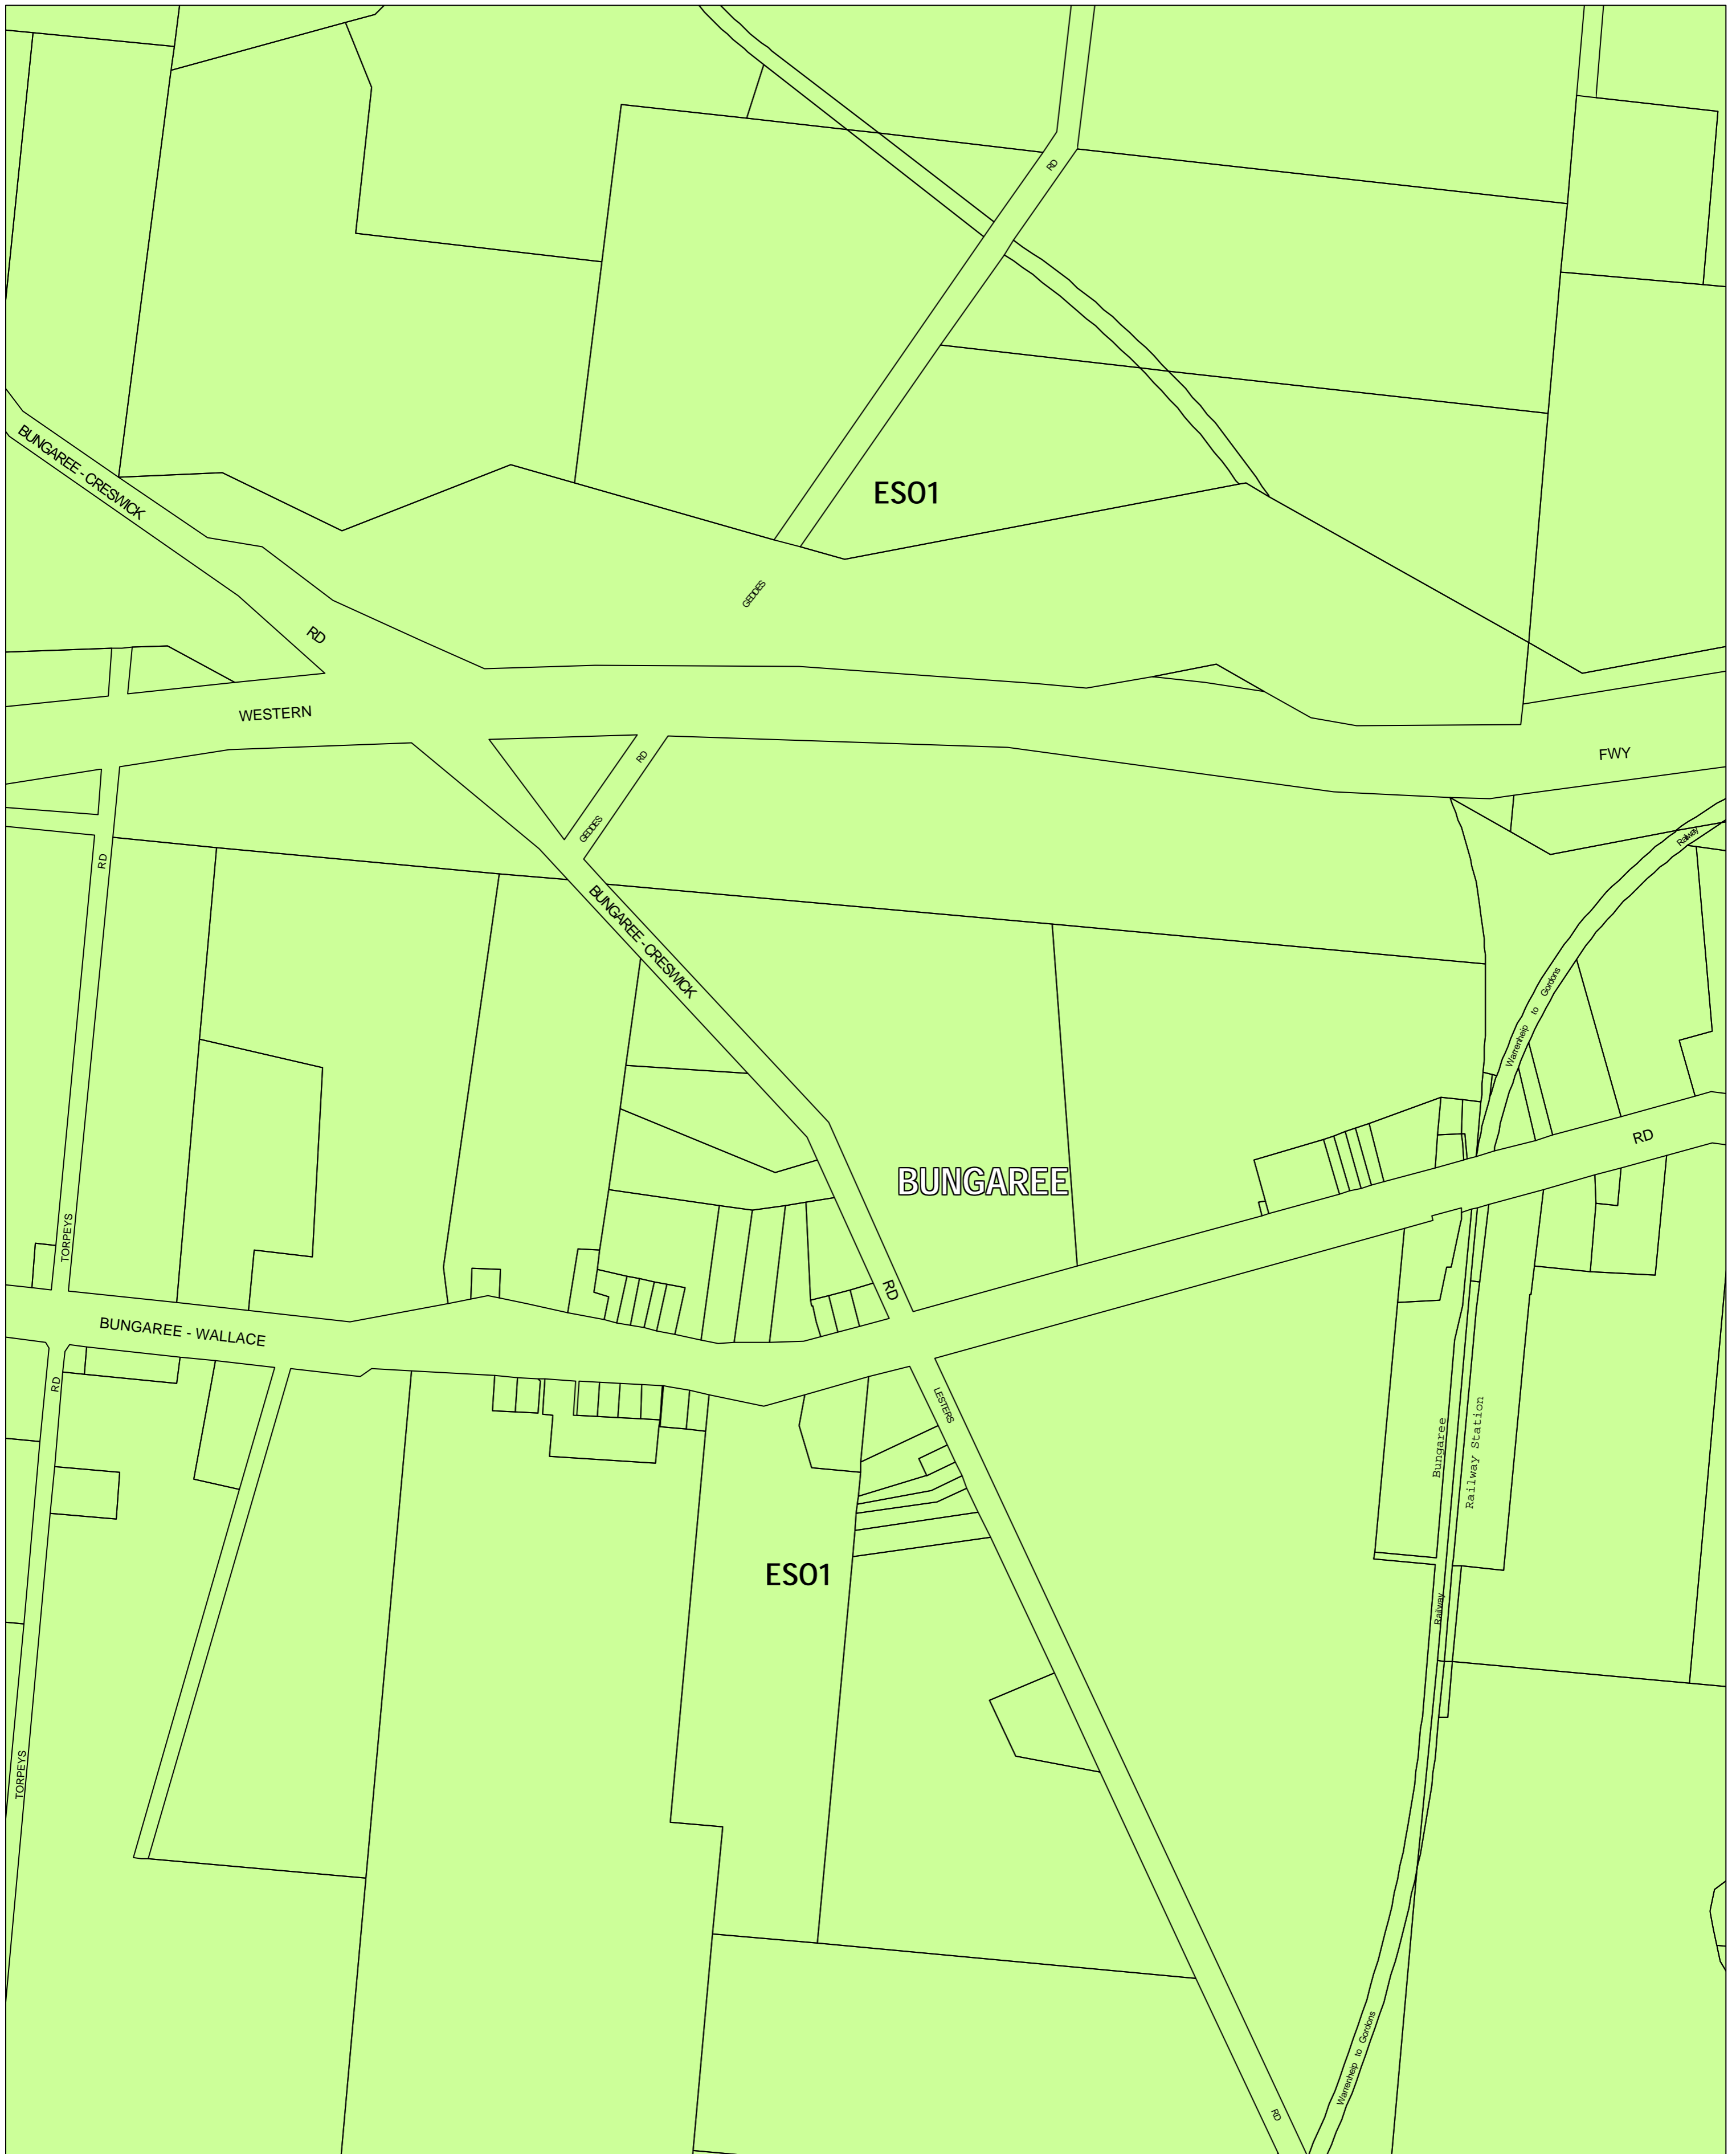 RD
BUNGAREE - CRESWICK
ESO1
GEDDES
RD
WESTERN
FWY
RD
GEDDES
Railway
RD
BUNGAREE - CRESWICK
Warrenheip to Gordons
RD
BUNGAREE
TORPEYS
RD
BUNGAREE - WALLACE
RD
LESTERS
Bungaree
Railway Station
ESO1
Railway
TORPEYS
Warrenheip to Gordons
RD